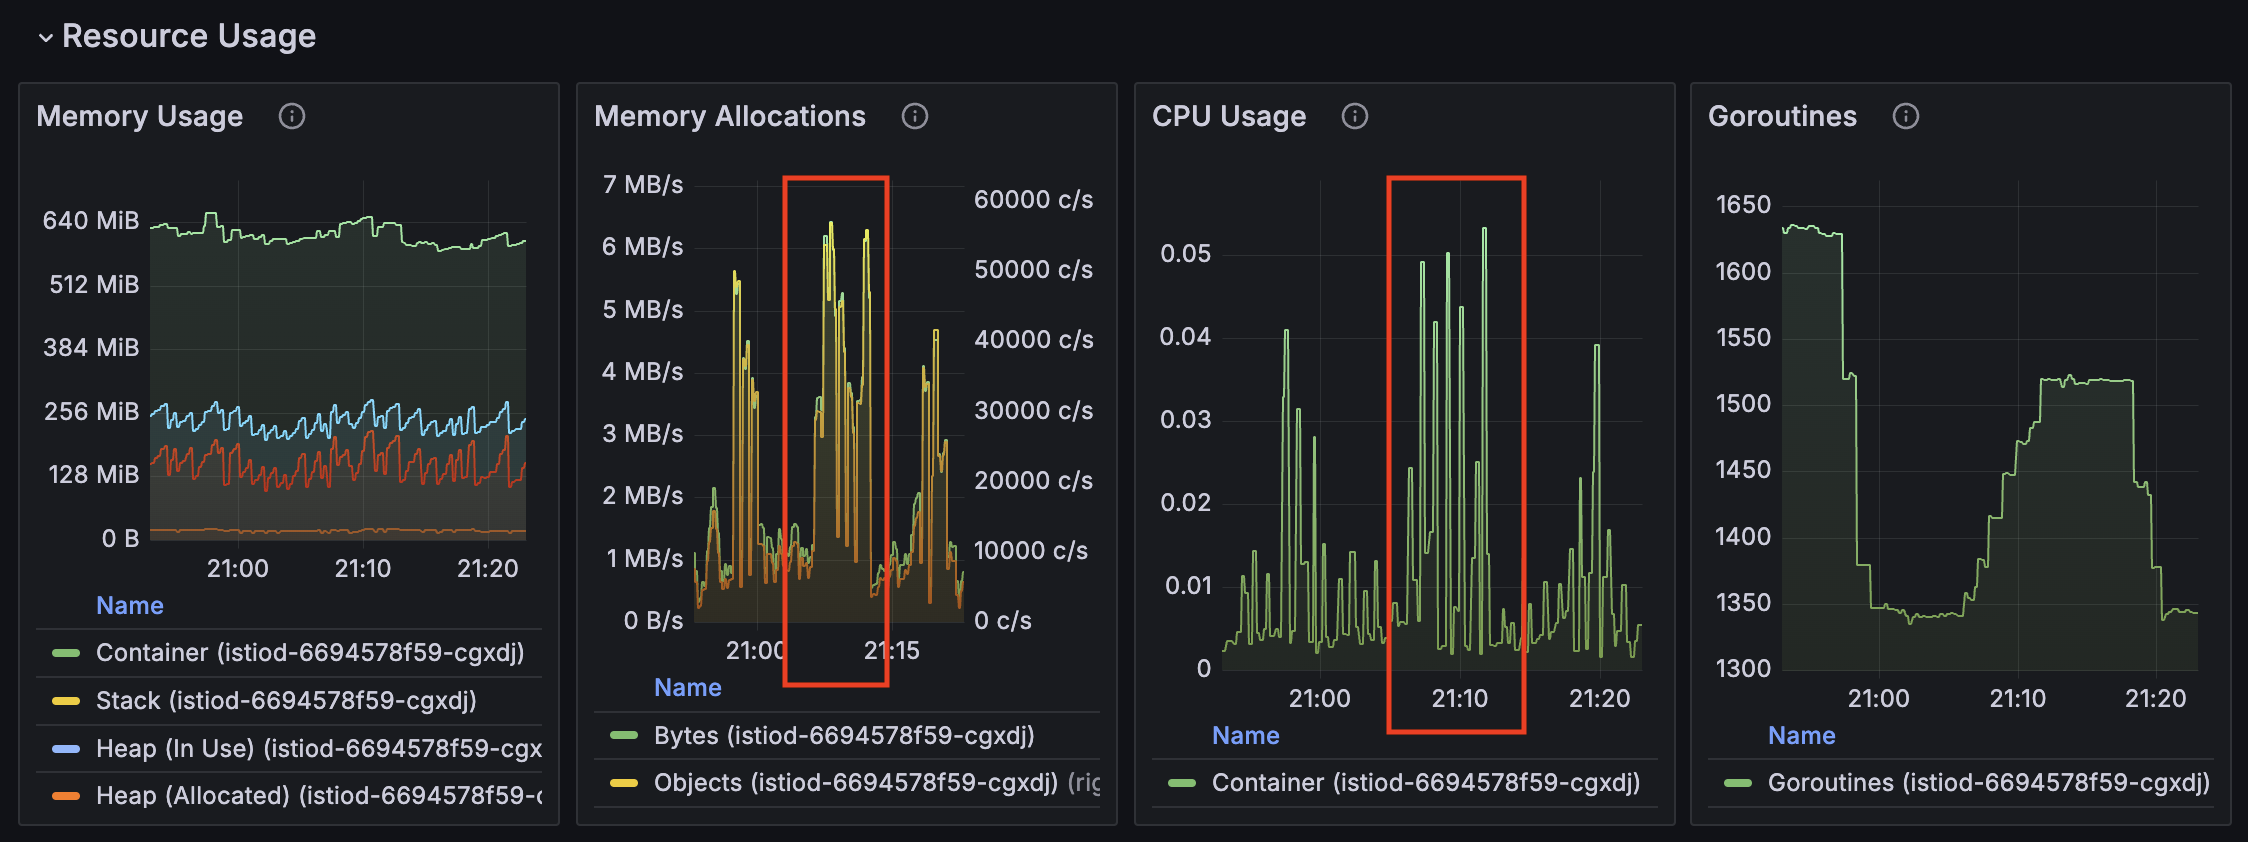 Resource Usage
Memory Usage
640 MiB
512 MiB
384 MiB
256 MiB
128 MiB
0 B
21:00 21:10 21:20
Name
Container (istiod-6694578f59-cgxdj)
Stack (istiod-6694578f59-cgxdj)
Heap (In Use) (istiod-6694578f59-cgx
Heap (Allocated) (istiod-6694578f59-c
Memory Allocations
7 MB/s
6 MB/s
5 MB/s
4 MB/s
3 MB/s
2 MB/s
1 MB/s
0 B/s
60000 c/s
50000 c/s
40000 c/s
30000 c/s
20000 c/s
10000 c/s
0 c/s
21:00 21:15
Name
Bytes (istiod-6694578f59-cgxdj)
Objects (istiod-6694578f59-cgxdj) (rig
CPU Usage
0.05
0.04
0.03
0.02
0.01
0
21:00 21:10 21:20
Name
Container (istiod-6694578f59-cgxdj)
Goroutines
1650
1600
1550
1500
1450
1400
1350
1300
21:00 21:10 21:20
Name
Goroutines (istiod-6694578f59-cgxdj)